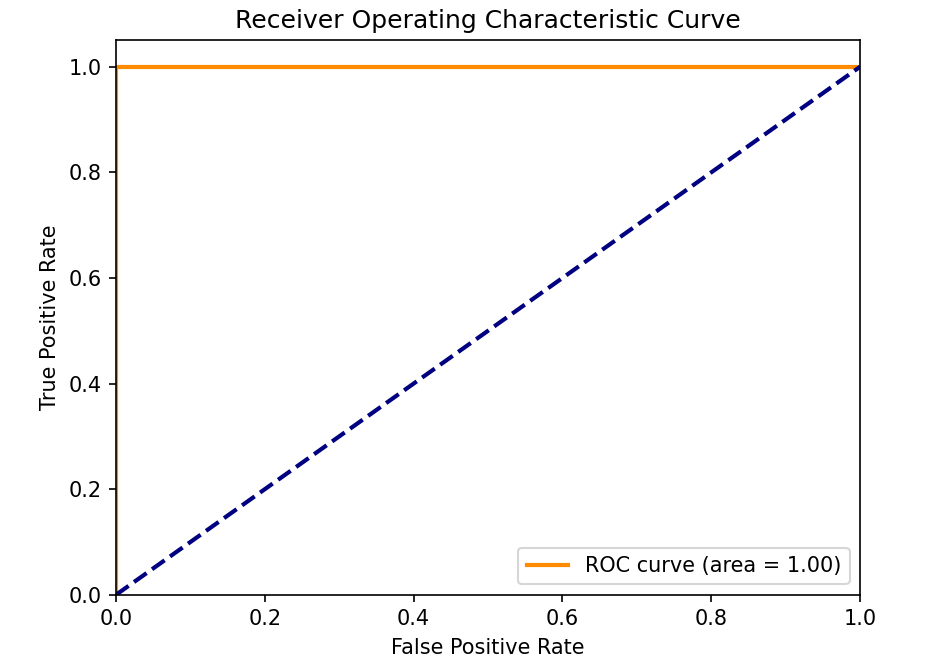 Receiver Operating Characteristic Curve
1.0
0.8
0.6
0.4
0.2
0.0
True Positive Rate
ROC curve (area = 1.00)
0.0 0.2 0.4 0.6 0.8 1.0
False Positive Rate